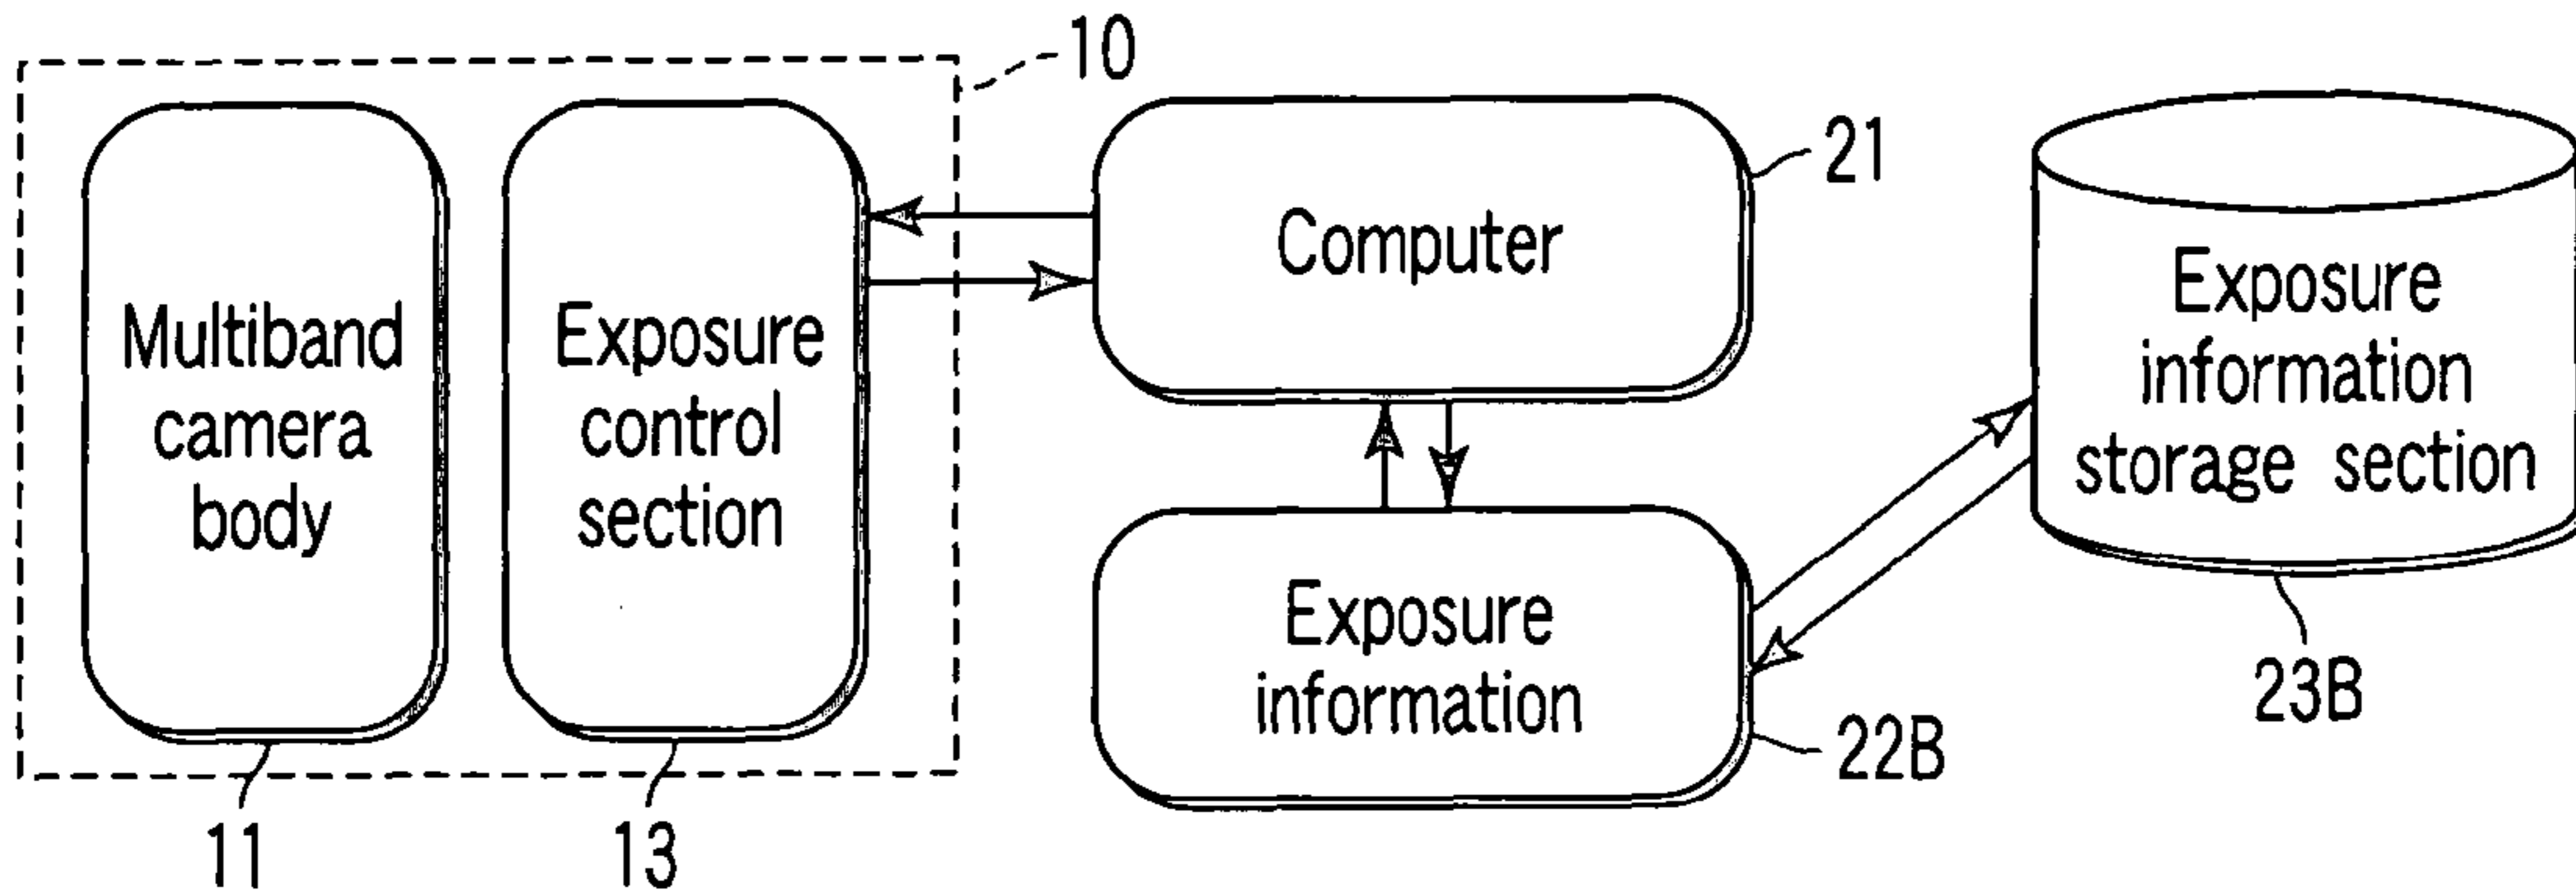 10
Multiband
camera
body
11
Exposure
control
section
13
Computer
21
Exposure
information
22B
Exposure
information
storage section
23B